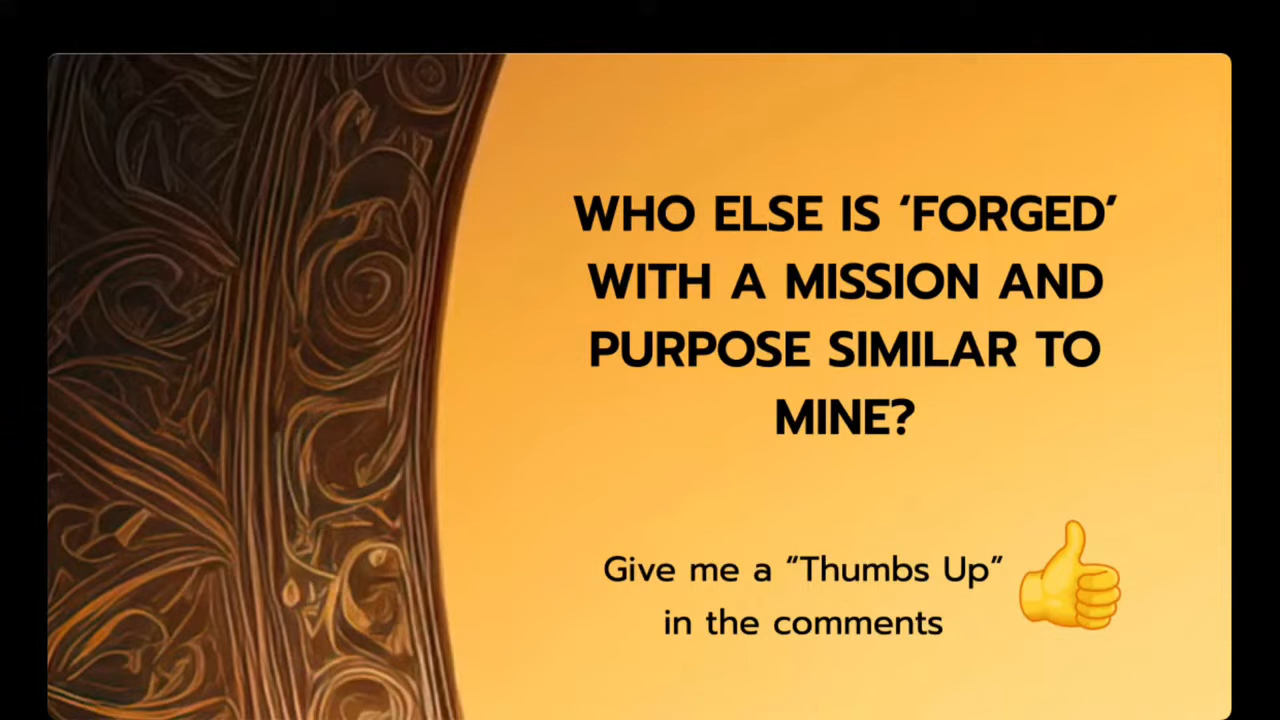 WHO ELSE IS ‘FORGED’
WITH A MISSION AND
PURPOSE SIMILAR TO
MINE?
Give me a “Thumbs Up”
in the comments